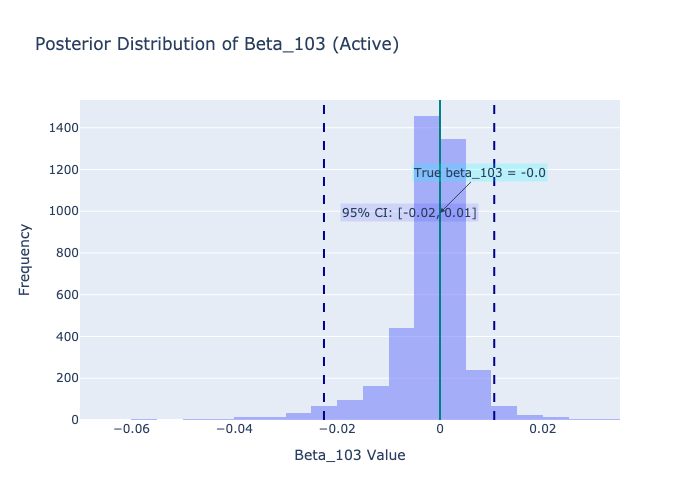 Posterior Distribution of Beta_103 (Active)
1400
1200
True beta_103 = -0.0
1000
95% CI: [-0.02, 0.01]
800
600
400
200
0
Frequency
−0.06
−0.04
−0.02
0
0.02
Beta_103 Value